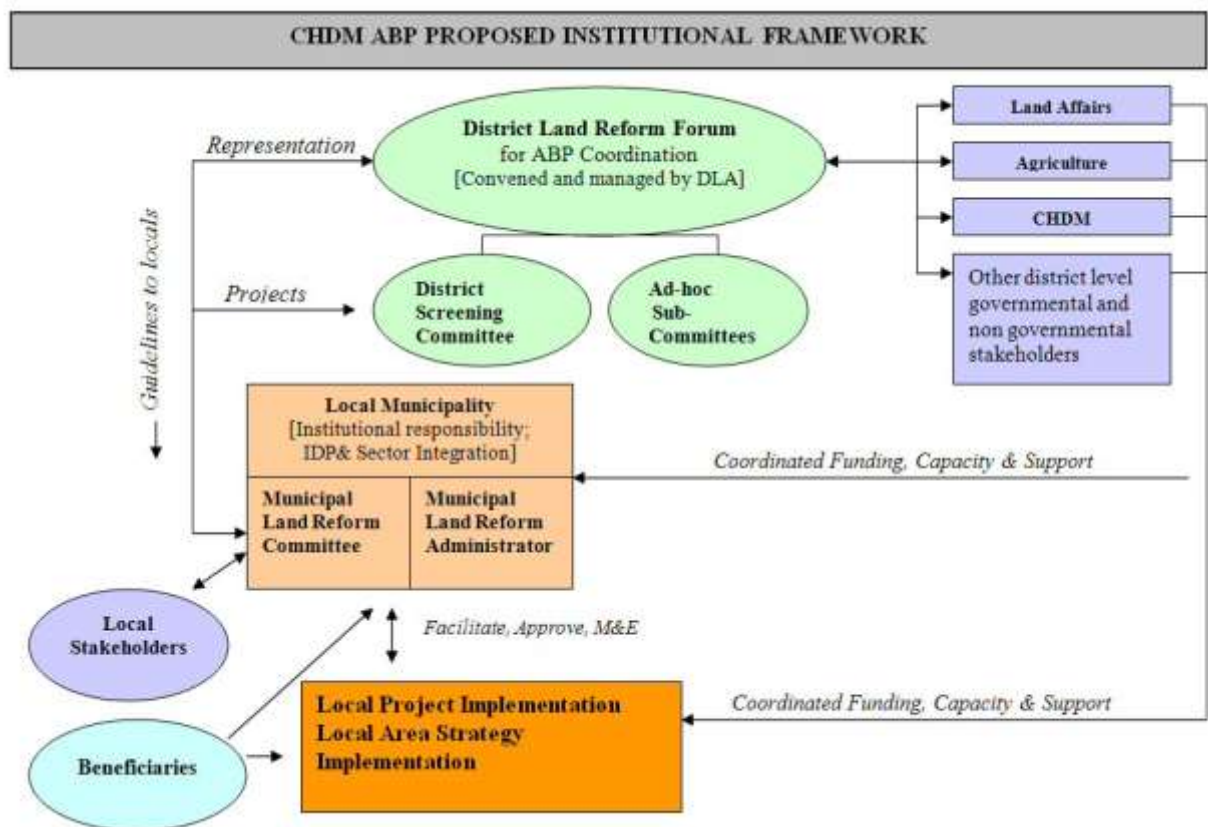 CHDM ABP PROPOSED INSTITUTIONAL FRAMEWORK
Representation
District Land Reform Forum
for ABP Coordination
[Convened and managed by DLA]
Land Affairs
Agriculture
CHDM
Other district level
governmental and
non governmental
stakeholders
Guidelines to locals
Projects
District
Screening
Committee
Ad-hoc
Sub-
Committees
Local Municipality
[Institutional responsibility;
IDP& Sector Integration]
Municipal
Land Reform
Committee
Municipal
Land Reform
Administrator
Coordinated Funding, Capacity & Support
Local
Stakeholders
Facilitate, Approve, M&E
Beneficiaries
Local Project Implementation
Local Area Strategy
Implementation
Coordinated Funding, Capacity & Support